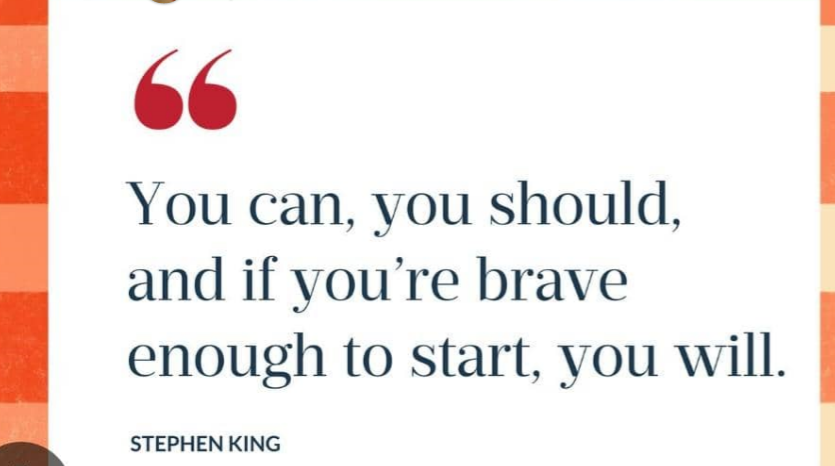 “
You can, you should,
and if you’re brave
enough to start, you will.
STEPHEN KING